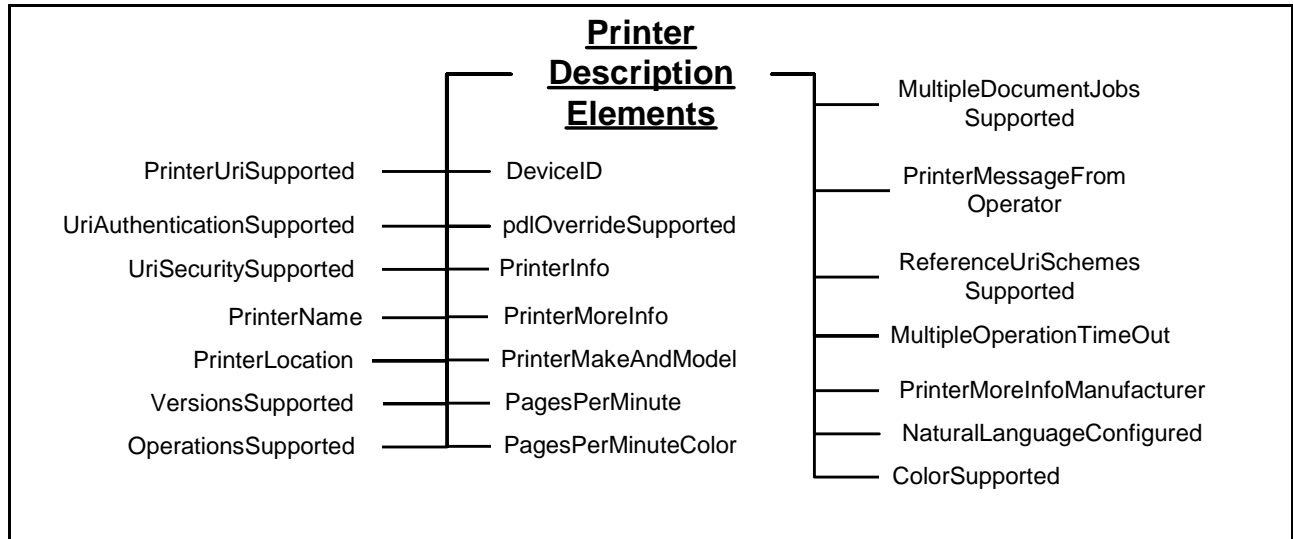 Printer
Description
Elements
PrinterUriSupported
UriAuthenticationSupported
UriSecuritySupported
PrinterName
PrinterLocation
VersionsSupported
OperationsSupported
DeviceID
pdlOverrideSupported
PrinterInfo
PrinterMoreInfo
PrinterMakeAndModel
PagesPerMinute
PagesPerMinuteColor
MultipleDocumentJobs
Supported
PrinterMessageFrom
Operator
ReferenceUriSchemes
Supported
MultipleOperationTimeOut
PrinterMoreInfoManufacturer
NaturalLanguageConfigured
ColorSupported